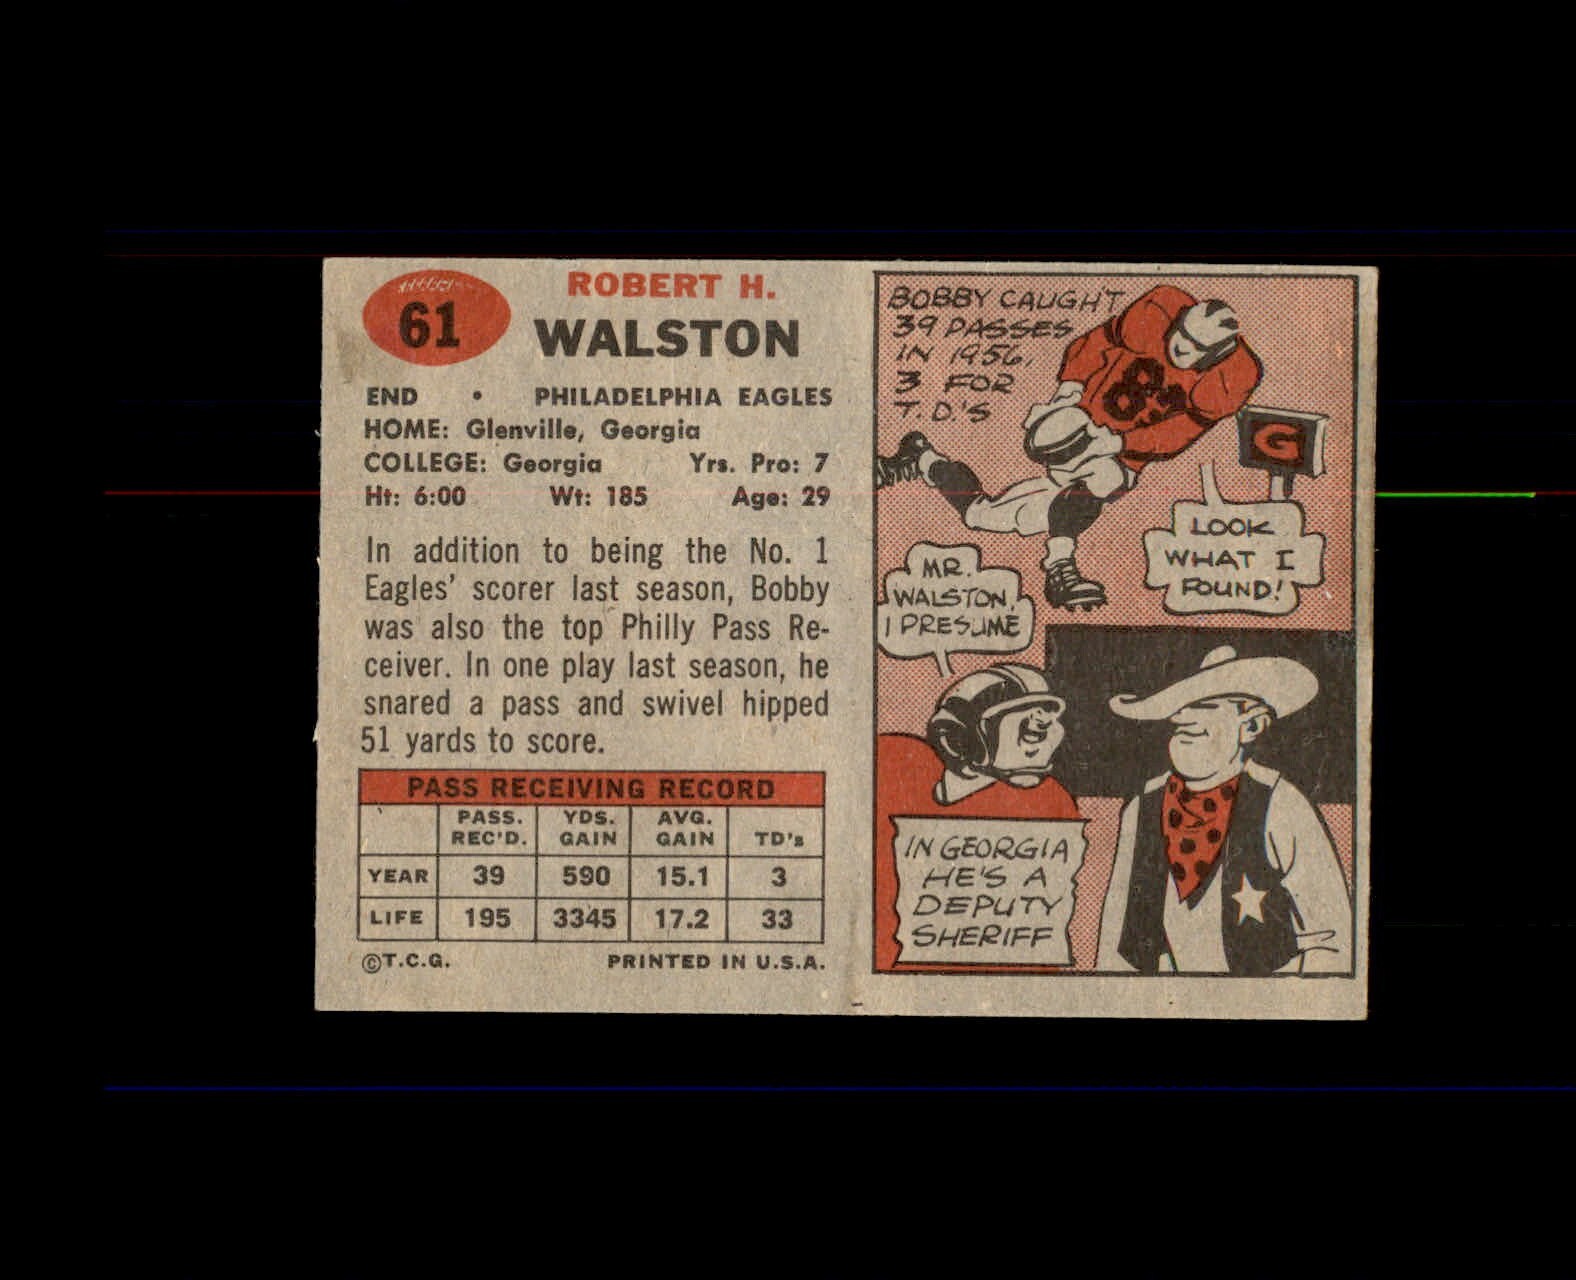 61
ROBERT H.
WALSTON
END • PHILADELPHIA EAGLES
HOME: Glenville, Georgia
COLLEGE: Georgia Yrs. Pro: 7
Ht: 6:00 Wt: 185 Age: 29
In addition to being the No. 1
Eagles' scorer last season, Bobby
was also the top Philly Pass Re-
ceiver. In one play last season, he
snared a pass and swivel hipped
51 yards to score.
PASS RECEIVING RECORD
PASS. REC'D. YDS. GAIN AVG. GAIN TD's
YEAR 39 590 15.1 3
LIFE 195 3345 17.2 33
©T.C.G. PRINTED IN U.S.A.
BOBBY CAUGHT
39 PASSES
IN 1956,
3 FOR
T.D'S
G
LOOK
WHAT I
FOUND!
MR.
WALSTON,
I PRESUME
IN GEORGIA
HE'S A
DEPUTY
SHERIFF